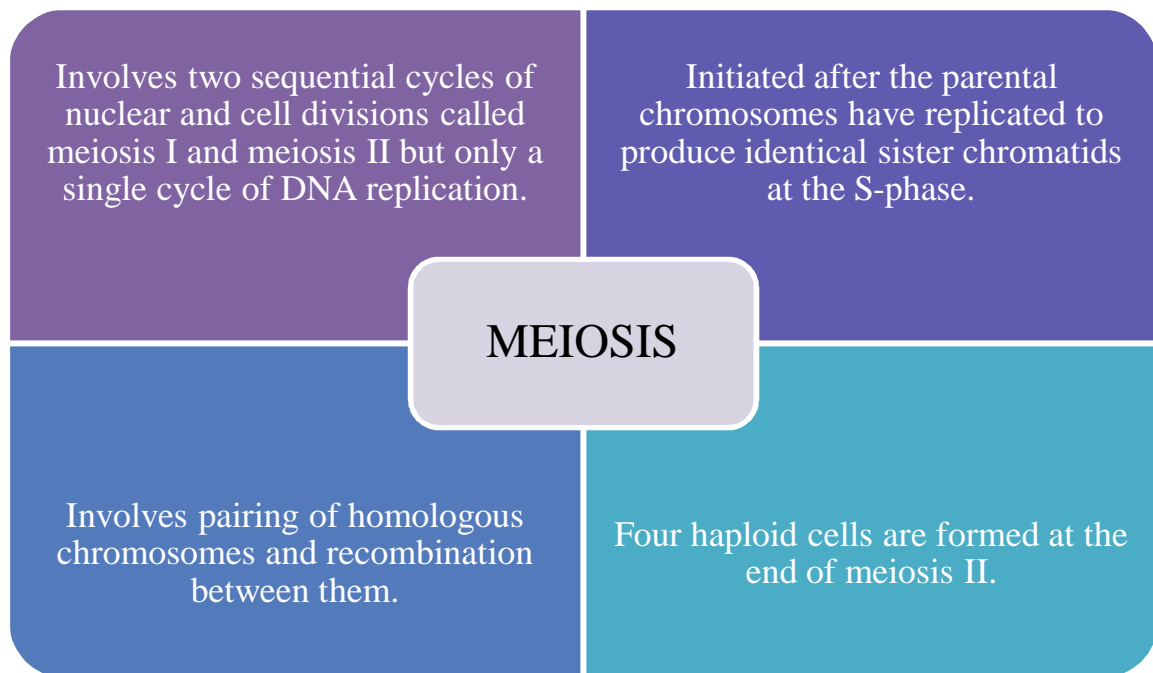 Involves two sequential cycles of
nuclear and cell divisions called
meiosis I and meiosis II but only a
single cycle of DNA replication.
Initiated after the parental
chromosomes have replicated to
produce identical sister chromatids
at the S-phase.
MEIOSIS
Involves pairing of homologous
chromosomes and recombination
between them.
Four haploid cells are formed at the
end of meiosis II.